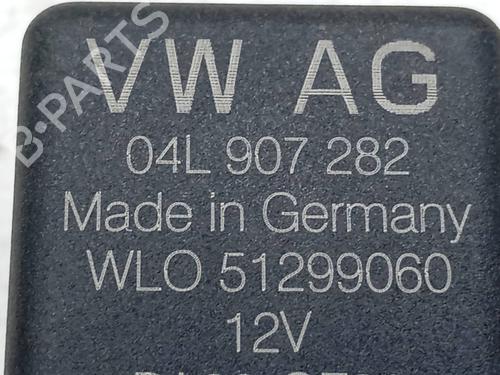 VW AG
04L 907 282
Made in Germany
WLO 51299060
12V
B-PARTS